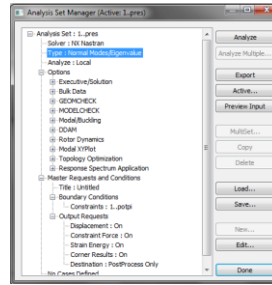 Analysis Set Manager (Active: 1..pres)
Analysis Set : 1..pres
Solver : NX Nastran
Type : Normal Modes/Eigenvalue
Analyze : Local
Options
Executive/Solution
Bulk Data
GEOMCHECK
MODELCHECK
Modal/Buckling
DDAM
Rotor Dynamics
Modal XYPlot
Topology Optimization
Response Spectrum Application
Master Requests and Conditions
Title : Untitled
Boundary Conditions
Constraints : 1..potpi
Output Requests
Displacement : On
Constraint Force : On
Strain Energy : On
Corner Results : On
Destination : PostProcess Only
No Cases Defined
Analyze
Analyze Multiple...
Export
Active...
Preview Input
MultiSet...
Copy
Delete
Load...
Save...
New...
Edit...
Done